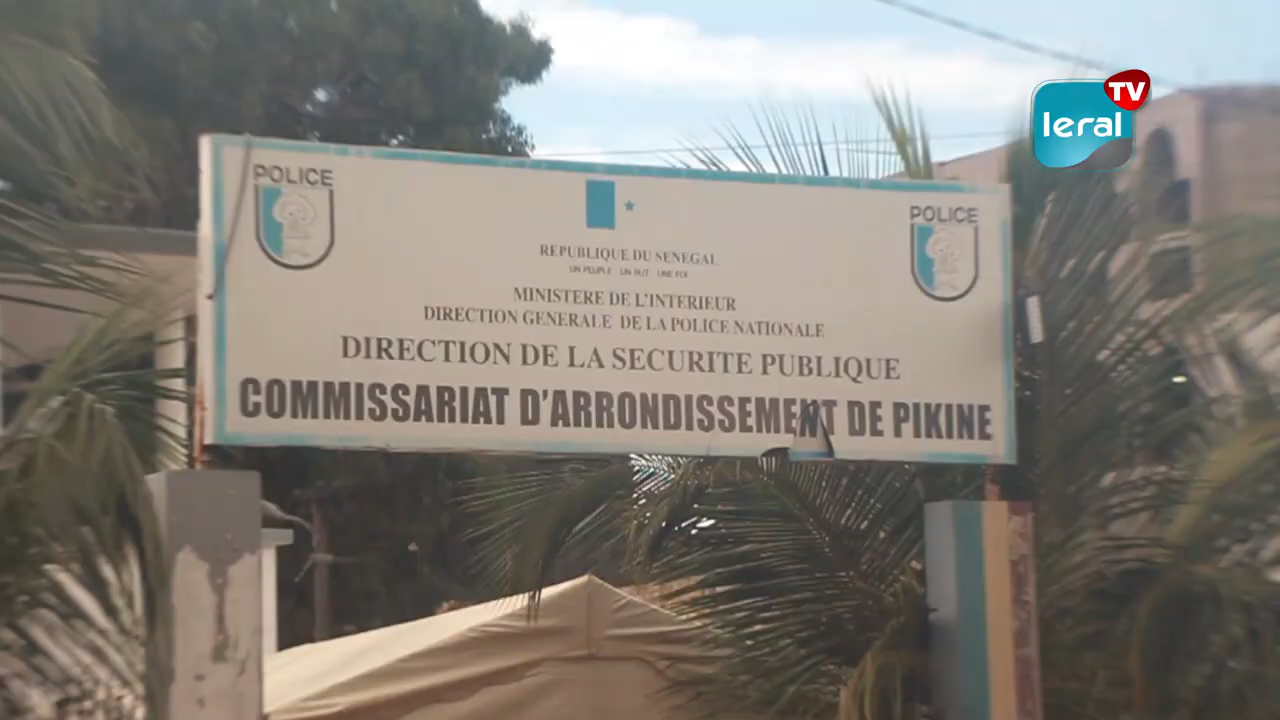 TV
leral
POLICE
POLICE
REPUBLIQUE DU SENEGAL
UN PEUPLE UN BUT UNE FOI
MINISTERE DE L'INTERIEUR
DIRECTION GENERALE DE LA POLICE NATIONALE
DIRECTION DE LA SECURITE PUBLIQUE
COMMISSARIAT D'ARRONDISSEMENT DE PIKINE